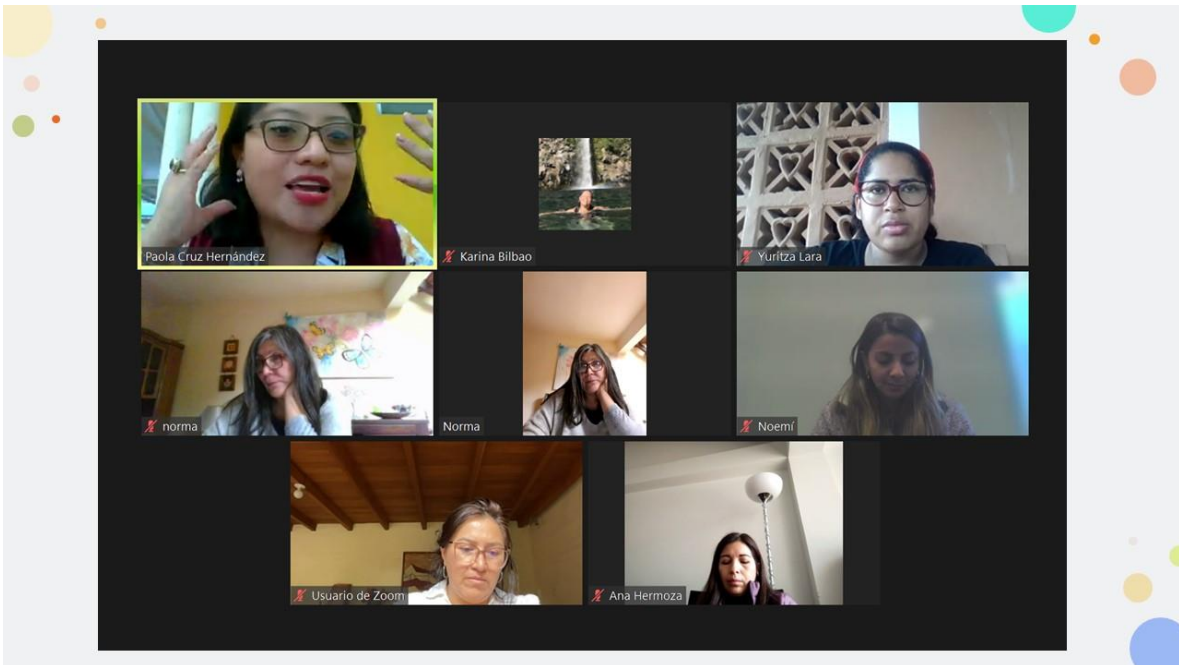 Paola Cruz Hernández
Karina Bilbao
Yuritza Lara
norma
Norma
Noemí
Usuario de Zoom
Ana Hermoza